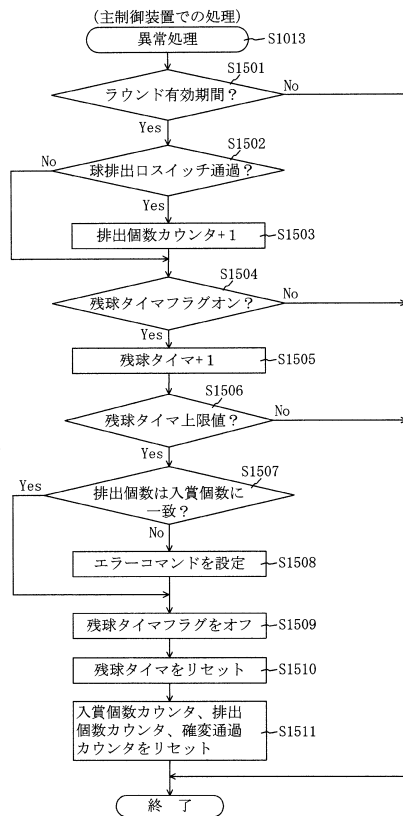 (主制御装置での処理)
異常処理
S1013
S1501
ラウンド有効期間？
No
Yes
S1502
No
球排出口スイッチ通過？
Yes
排出個数カウンタ+1
S1503
S1504
残球タイマフラグオン？
No
Yes
残球タイマ+1
S1505
S1506
残球タイマ上限値？
No
Yes
S1507
Yes
排出個数は入賞個数に
一致？
No
エラーコマンドを設定
S1508
残球タイマフラグをオフ
S1509
残球タイマをリセット
S1510
入賞個数カウンタ、排出
個数カウンタ、確変通過
カウンタをリセット
S1511
終 了